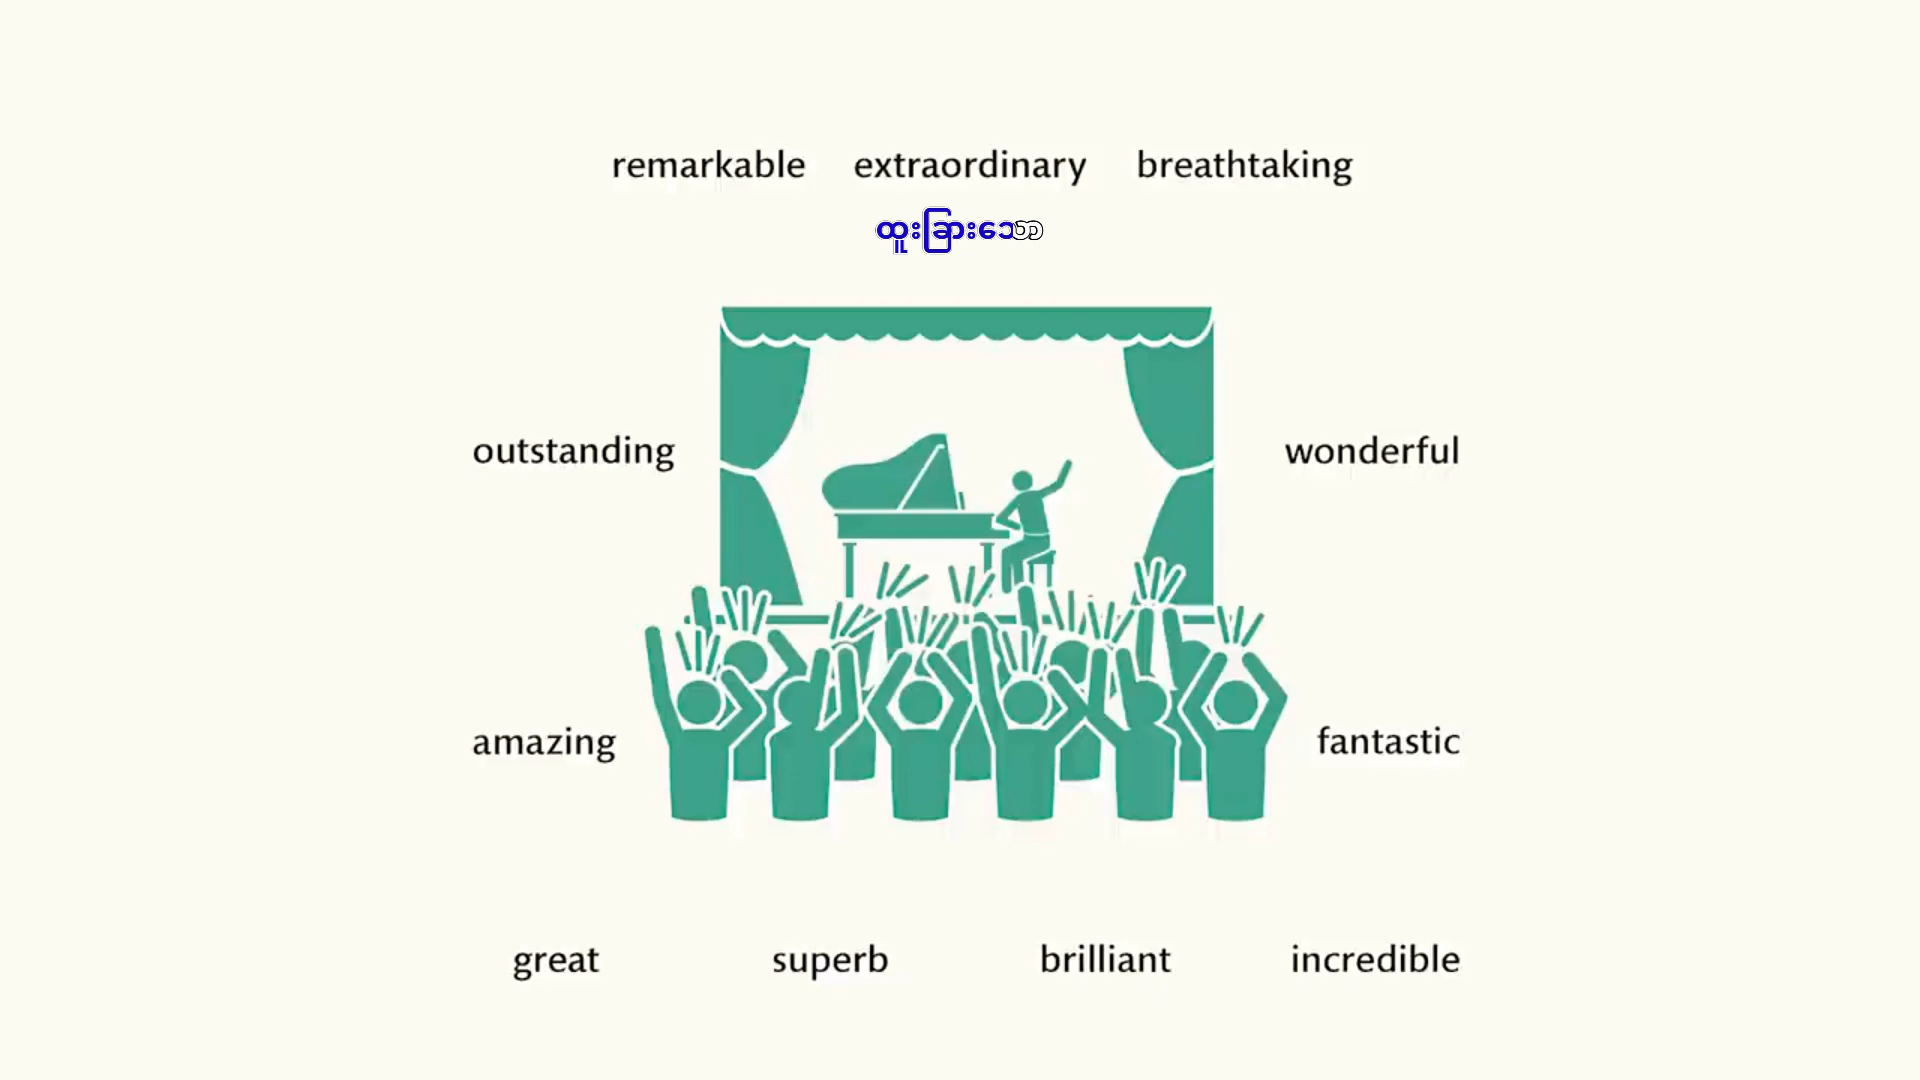 remarkable extraordinary breathtaking
ထူးခြားသော
outstanding wonderful
amazing fantastic
great superb brilliant incredible